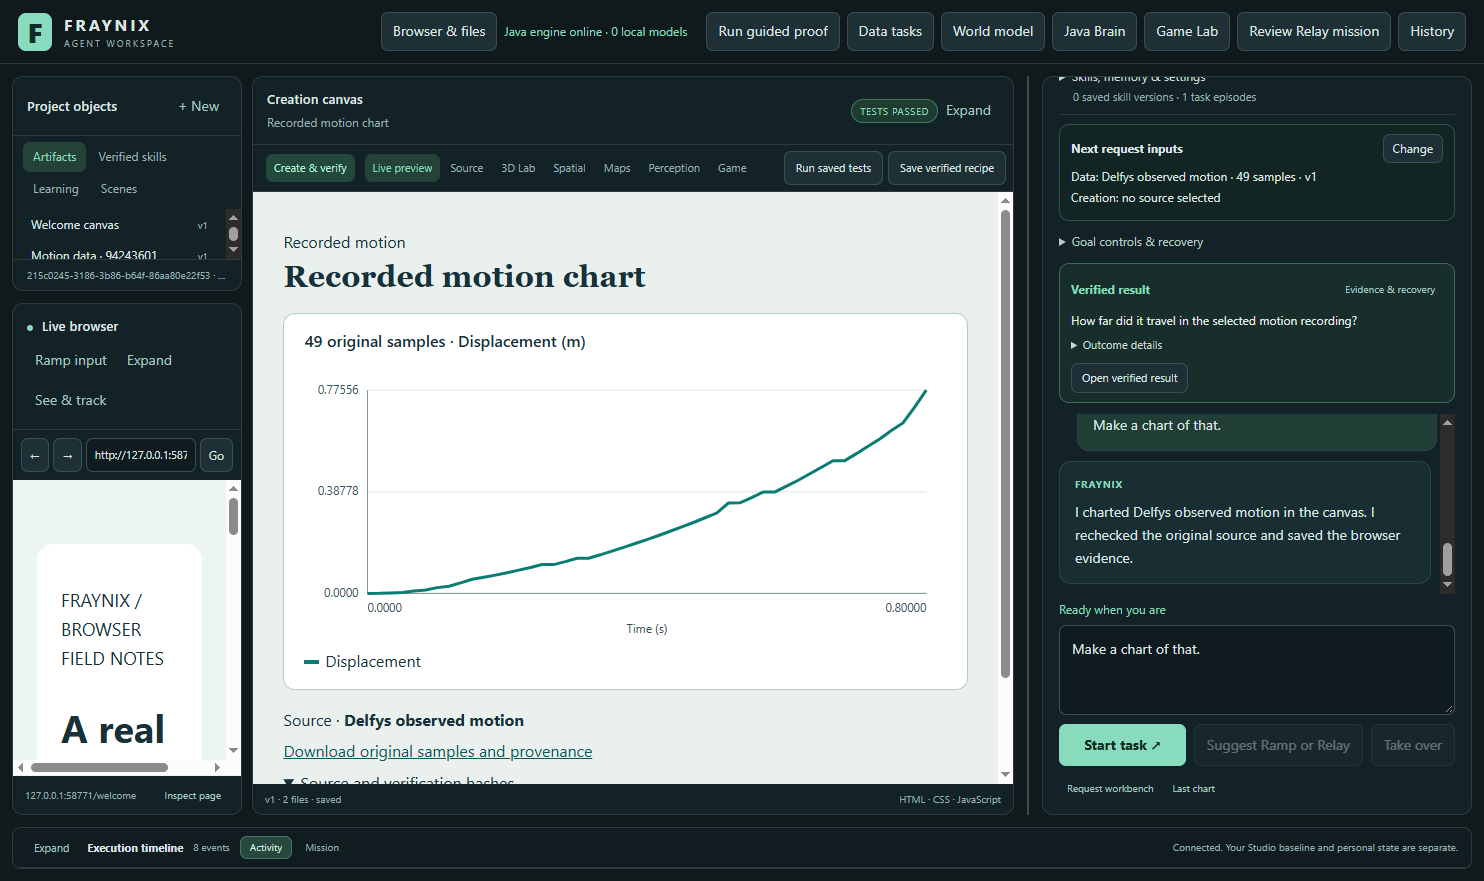 F
FRAYNIX
AGENT WORKSPACE
Browser & files
Java engine online · 0 local models
Run guided proof
Data tasks
World model
Java Brain
Game Lab
Review Relay mission
History
Project objects
+ New
Artifacts
Verified skills
Learning
Scenes
Welcome canvas
v1
Motion data · 94243601
v1
215c0245-3186-3b86-b64f-86aa80e22f53 · ...
Live browser
Ramp input
Expand
See & track
←
→
http://127.0.0.1:587
Go
FRAYNIX /
BROWSER
FIELD NOTES
A real
127.0.0.1:58771/welcome
Inspect page
Creation canvas
Recorded motion chart
TESTS PASSED
Expand
Create & verify
Live preview
Source
3D Lab
Spatial
Maps
Perception
Game
Run saved tests
Save verified recipe
Recorded motion
Recorded motion chart
49 original samples · Displacement (m)
0.77556
0.38778
0.0000
0.0000
0.80000
Time (s)
Displacement
Source · Delfys observed motion
Download original samples and provenance
▼ Source and verification hashes
v1 · 2 files · saved
HTML · CSS · JavaScript
Skills, memory & settings
0 saved skill versions · 1 task episodes
Next request inputs
Change
Data: Delfys observed motion · 49 samples · v1
Creation: no source selected
Goal controls & recovery
Verified result
Evidence & recovery
How far did it travel in the selected motion recording?
Outcome details
Open verified result
Make a chart of that.
FRAYNIX
I charted Delfys observed motion in the canvas. I
rechecked the original source and saved the browser
evidence.
Ready when you are
Make a chart of that.
Start task ↗
Suggest Ramp or Relay
Take over
Request workbench
Last chart
Expand
Execution timeline
8 events
Activity
Mission
Connected. Your Studio baseline and personal state are separate.